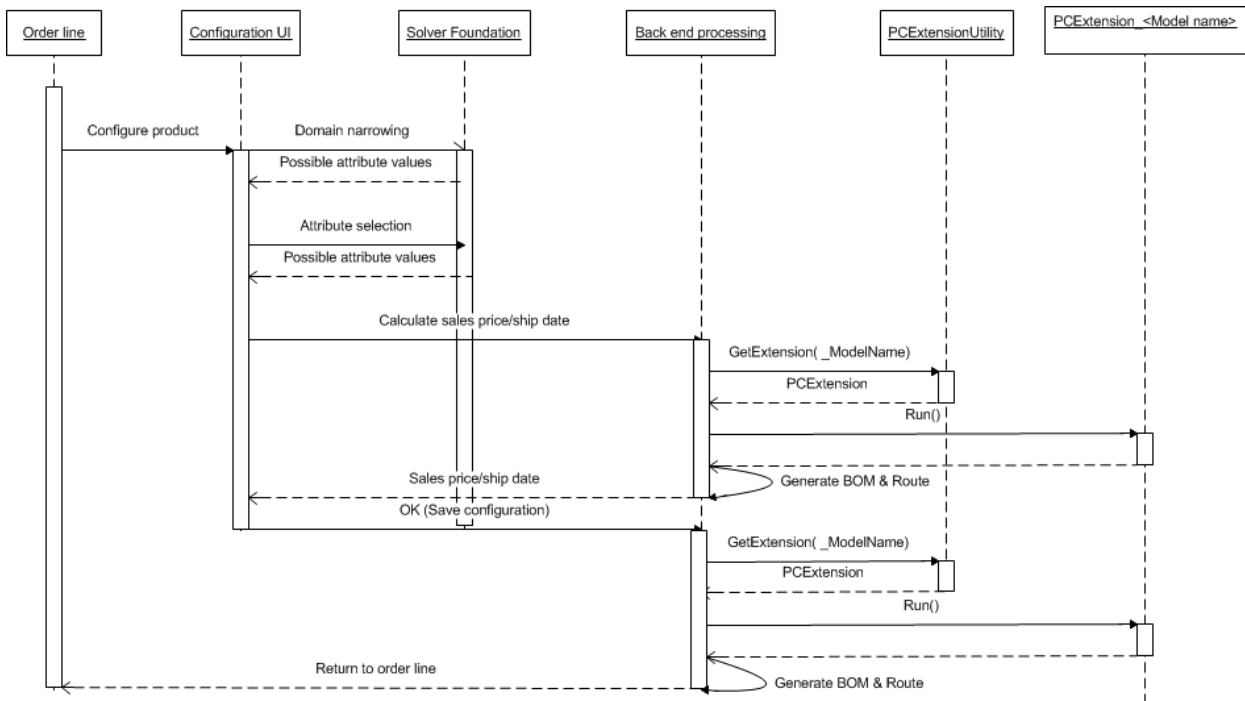 Order line
Configuration UI
Solver Foundation
Back end processing
PCExtensionUtility
PCExtension_<Model name>
Configure product
Domain narrowing
Possible attribute values
Attribute selection
Possible attribute values
Calculate sales price/ship date
GetExtension( _ModelName)
PCExtension
Run()
Sales price/ship date
Generate BOM & Route
OK (Save configuration)
GetExtension( _ModelName)
PCExtension
Run()
Return to order line
Generate BOM & Route